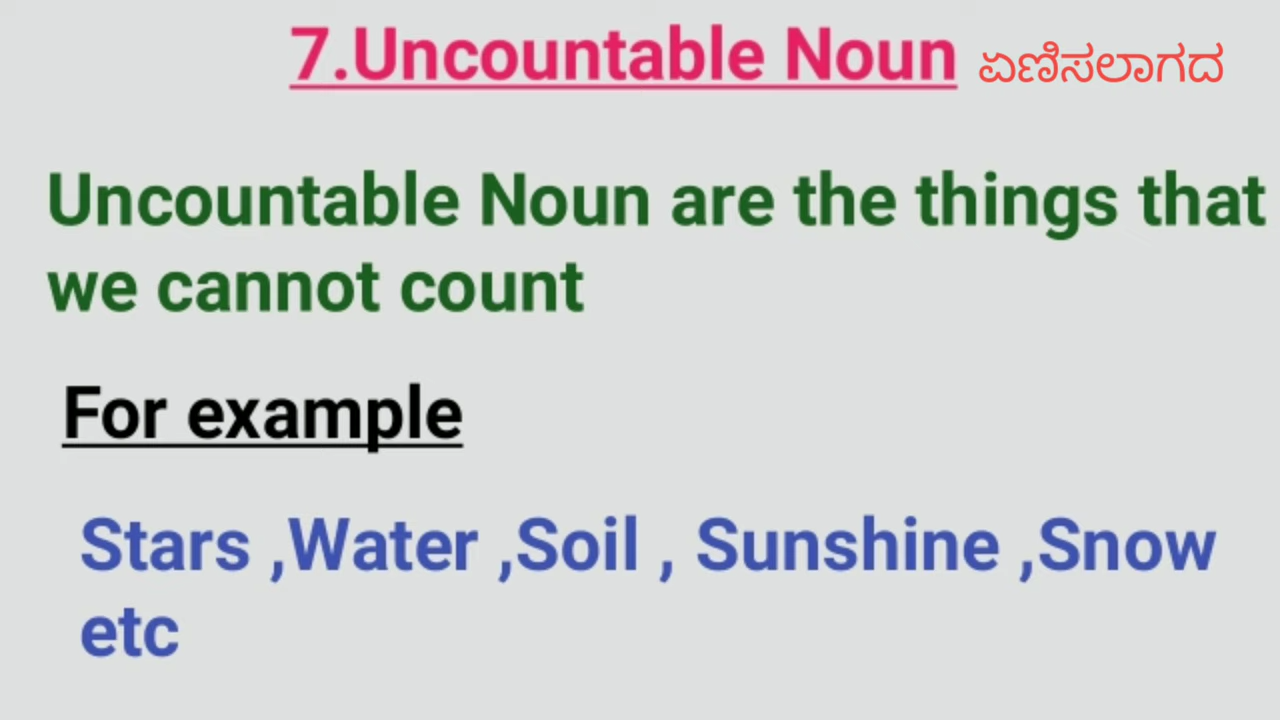 7.Uncountable Noun ಏಣಿಸಲಾಗದ
Uncountable Noun are the things that
we cannot count
For example
Stars ,Water ,Soil , Sunshine ,Snow
etc